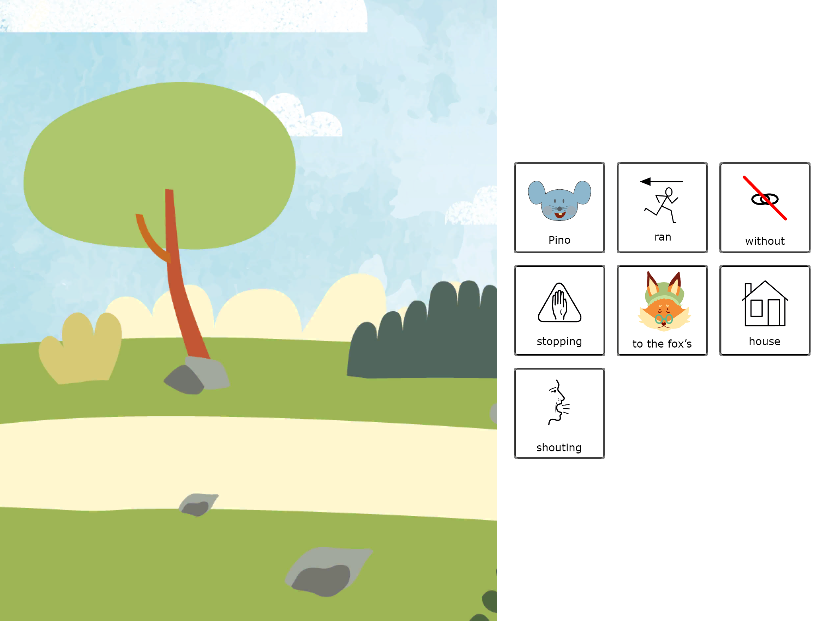 Pino
ran
without
stopping
to the fox's
house
shouting